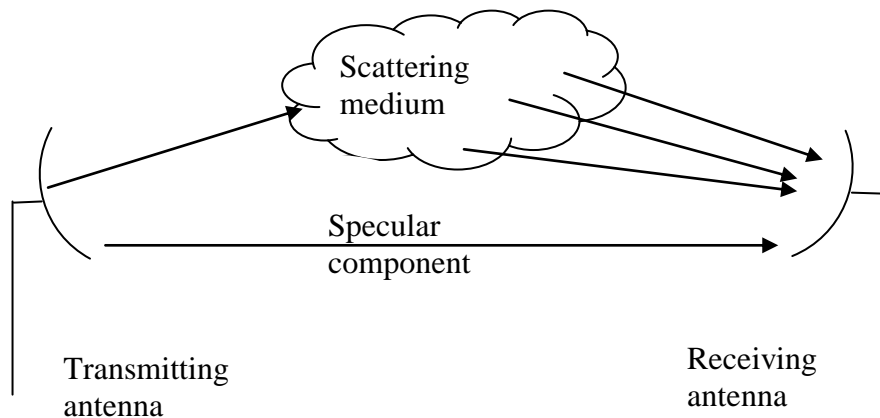 Scattering
medium
Specular
component
Transmitting
antenna
Receiving
antenna